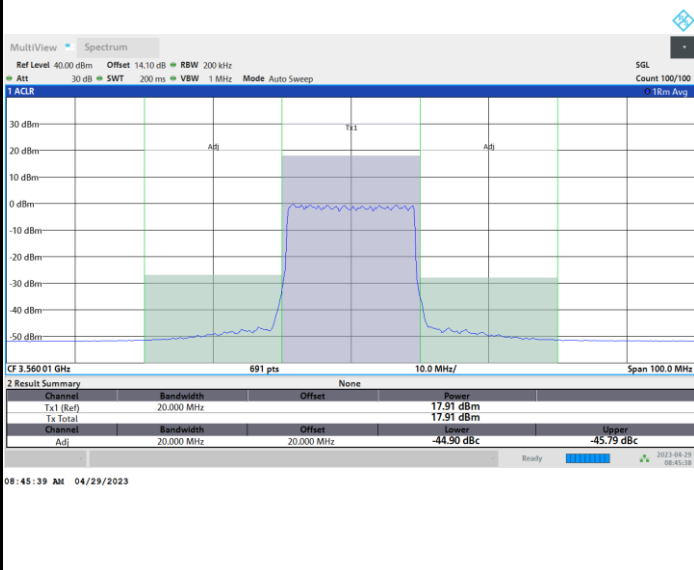 MultiView Spectrum
Ref Level 40.00 dBm Offset 14.10 dB RBW 200 kHz SGL
Att 30 dB SWT 200 ms VBW 1 MHz Mode Auto Sweep Count 100/100
1 ACLR 1Rm Avg
30 dBm
Tx1
20 dBm Adj Adj
10 dBm
0 dBm
-10 dBm
-20 dBm
-30 dBm
-40 dBm
-50 dBm
CF 3.56001 GHz 691 pts 10.0 MHz/ Span 100.0 MHz
2 Result Summary None
Channel Bandwidth Offset Power
Tx1 (Ref) 20.000 MHz 17.91 dBm
Tx Total 17.91 dBm
Channel Bandwidth Offset Lower Upper
Adj 20.000 MHz 20.000 MHz -44.90 dBc -45.79 dBc
Ready 2023-04-29
08:45:38
08:45:39 AM 04/29/2023